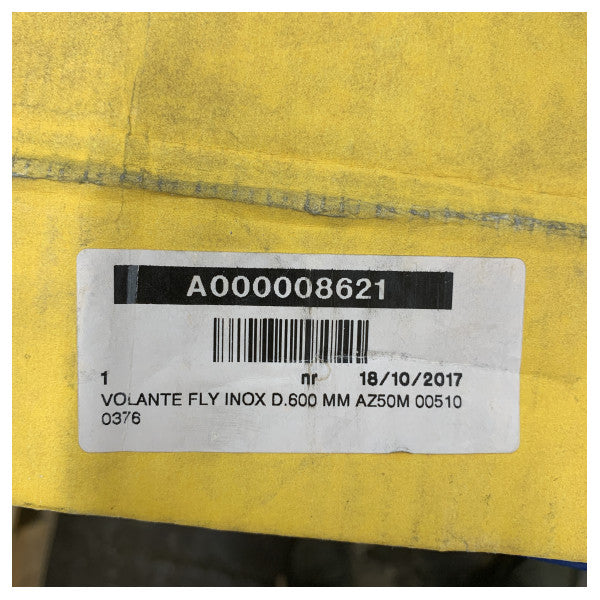 A000008621
1 nr 18/10/2017
VOLANTE FLY INOX D.600 MM AZ50M 00510
0376